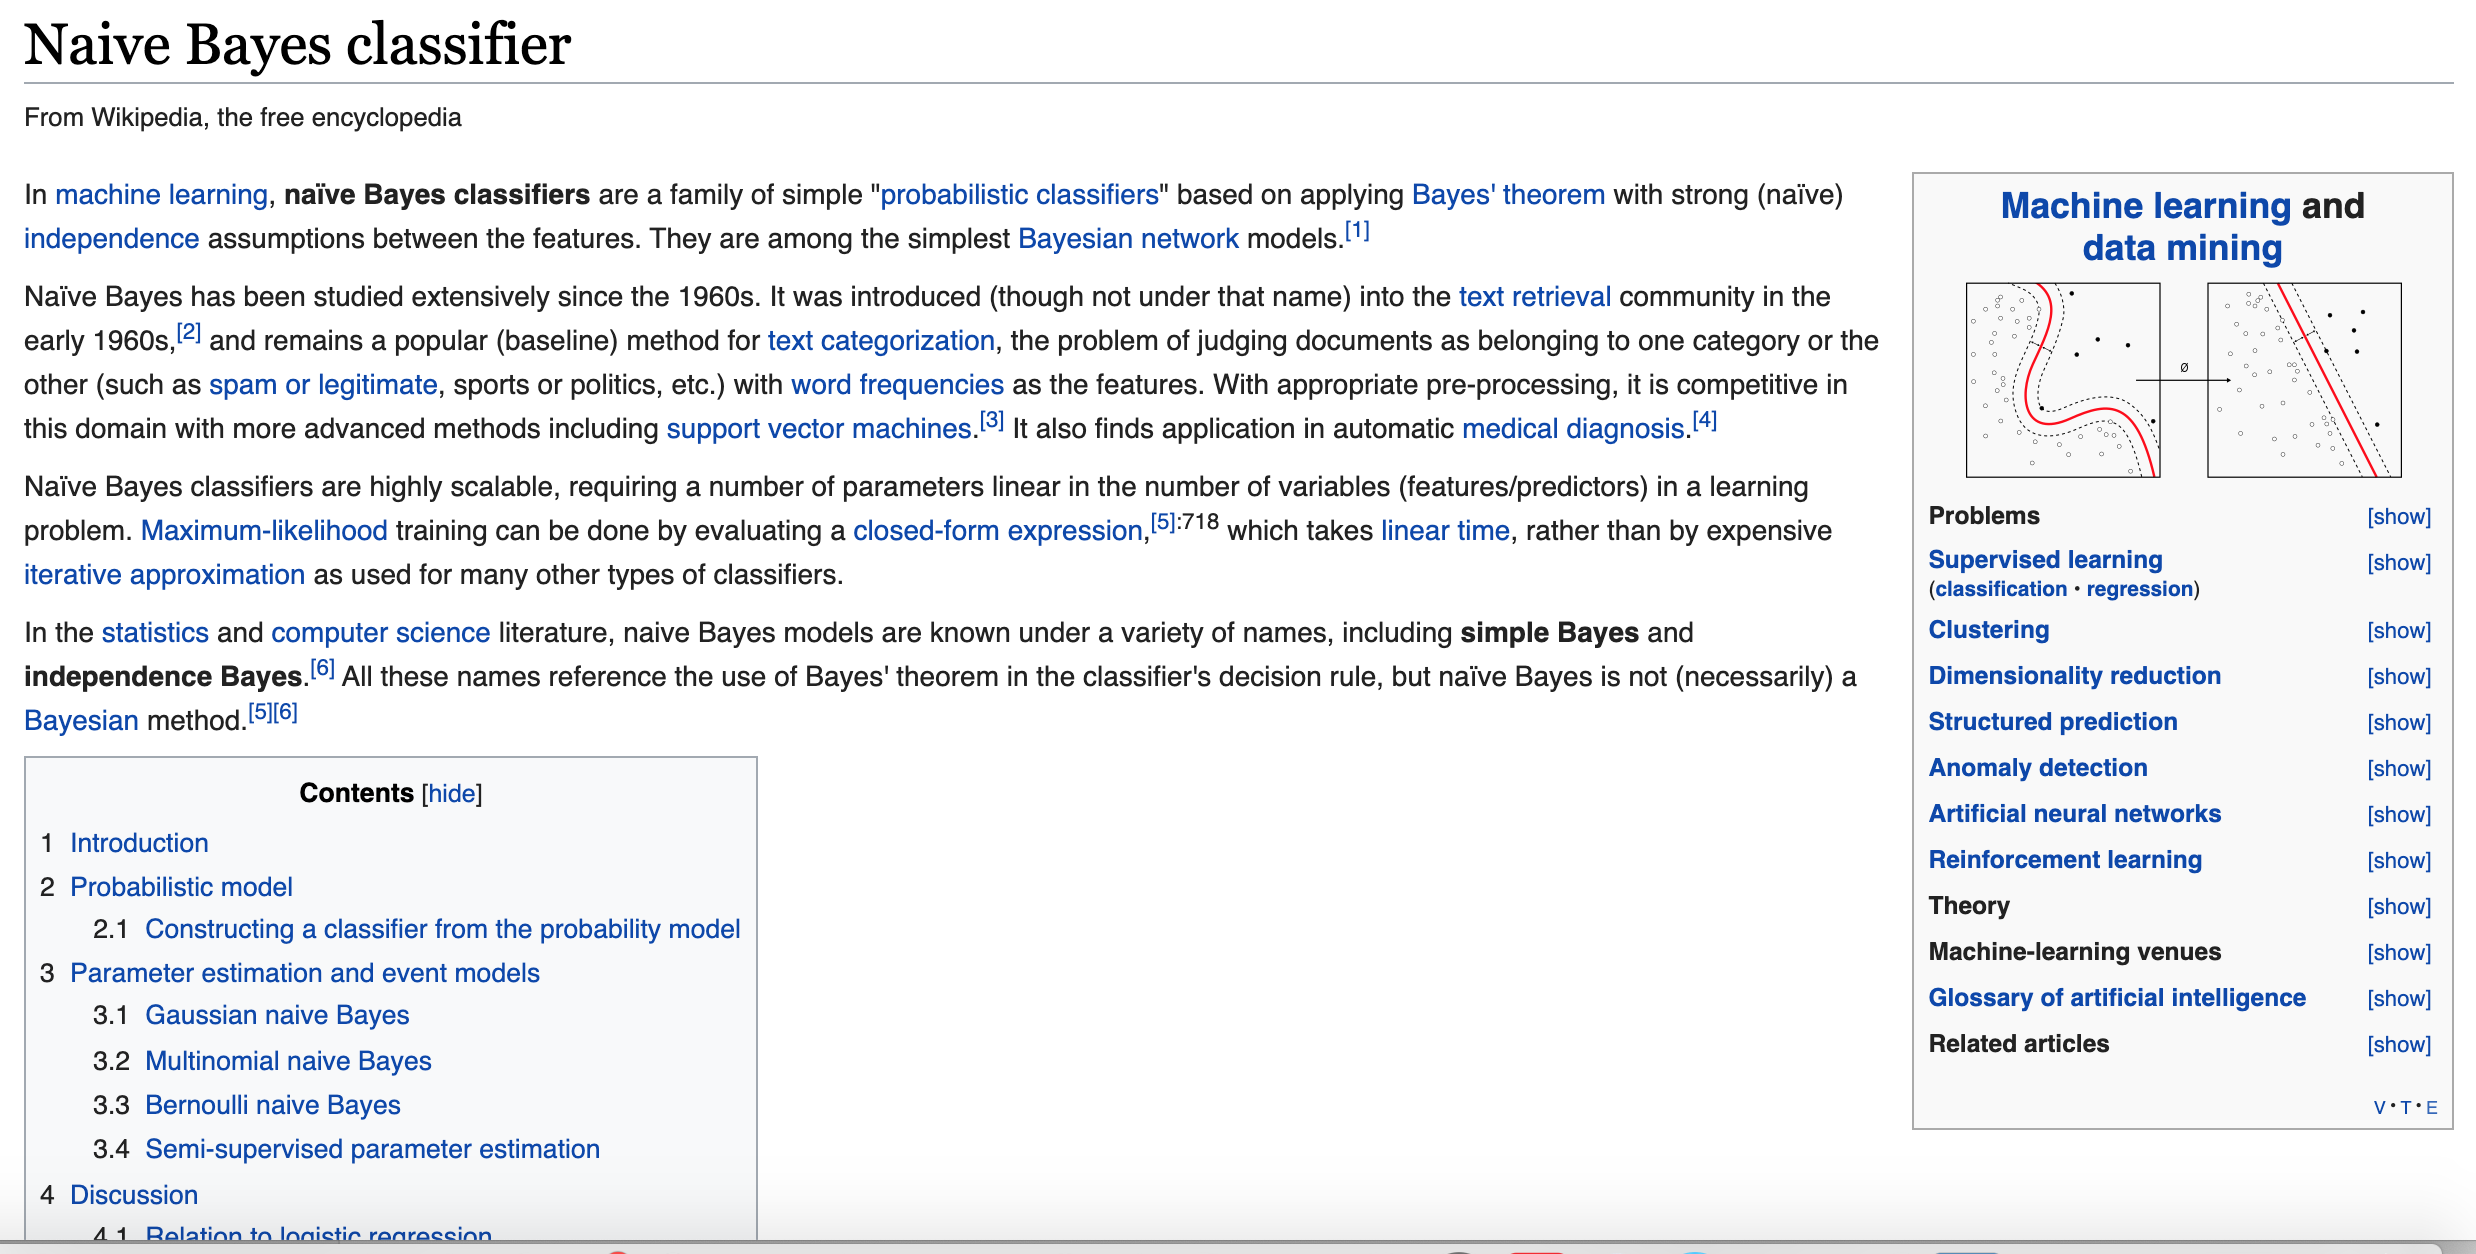 Naive Bayes classifier
From Wikipedia, the free encyclopedia
In machine learning, naïve Bayes classifiers are a family of simple "probabilistic classifiers" based on applying Bayes' theorem with strong (naïve)
independence assumptions between the features. They are among the simplest Bayesian network models.[1]
Naïve Bayes has been studied extensively since the 1960s. It was introduced (though not under that name) into the text retrieval community in the
early 1960s,[2] and remains a popular (baseline) method for text categorization, the problem of judging documents as belonging to one category or the
other (such as spam or legitimate, sports or politics, etc.) with word frequencies as the features. With appropriate pre-processing, it is competitive in
this domain with more advanced methods including support vector machines.[3] It also finds application in automatic medical diagnosis.[4]
Naïve Bayes classifiers are highly scalable, requiring a number of parameters linear in the number of variables (features/predictors) in a learning
problem. Maximum-likelihood training can be done by evaluating a closed-form expression,[5]:718 which takes linear time, rather than by expensive
iterative approximation as used for many other types of classifiers.
In the statistics and computer science literature, naive Bayes models are known under a variety of names, including simple Bayes and
independence Bayes.[6] All these names reference the use of Bayes' theorem in the classifier's decision rule, but naïve Bayes is not (necessarily) a
Bayesian method.[5][6]
Contents [hide]
1 Introduction
2 Probabilistic model
2.1 Constructing a classifier from the probability model
3 Parameter estimation and event models
3.1 Gaussian naive Bayes
3.2 Multinomial naive Bayes
3.3 Bernoulli naive Bayes
3.4 Semi-supervised parameter estimation
4 Discussion
4.1 Relation to logistic regression
Machine learning and
data mining
Ø
Problems [show]
Supervised learning [show]
(classification • regression)
Clustering [show]
Dimensionality reduction [show]
Structured prediction [show]
Anomaly detection [show]
Artificial neural networks [show]
Reinforcement learning [show]
Theory [show]
Machine-learning venues [show]
Glossary of artificial intelligence [show]
Related articles [show]
V • T • E